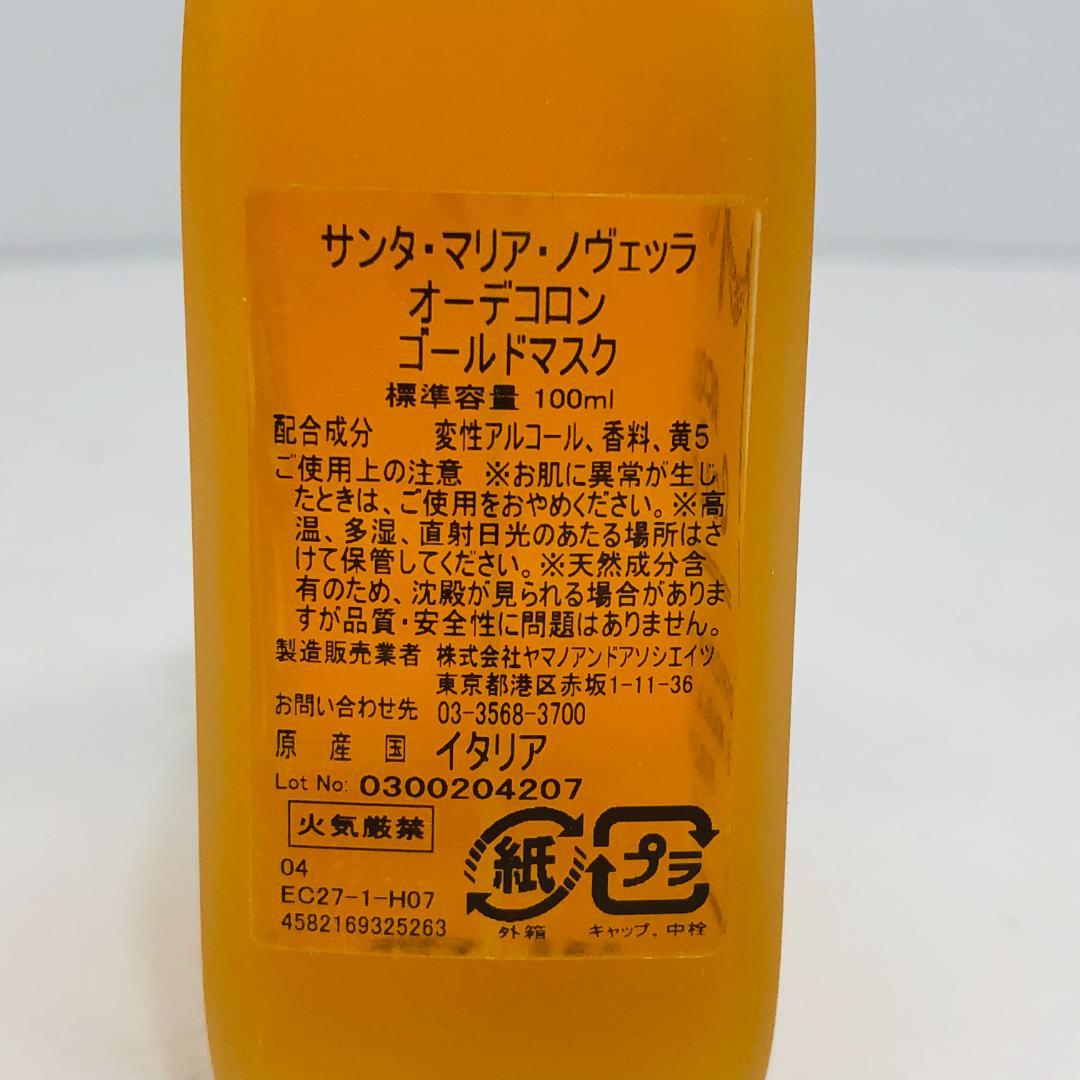 サンタ・マリア・ノヴェッラ
オーデコロン
ゴールドマスク
標準容量 100ml
配合成分 変性アルコール、香料、黄5
ご使用上の注意 ※お肌に異常が生じ
たときは、ご使用をおやめください。※高
温、多湿、直射日光のあたる場所はさ
けて保管してください。※天然成分含
有のため、沈殿が見られる場合がありま
すが品質・安全性に問題はありません。
製造販売業者 株式会社ヤマノアンドアソシエイツ
東京都港区赤坂1-11-36
お問い合わせ先 03-3568-3700
原産国 イタリア
Lot No: 0300204207
火気厳禁
04
EC27-1-H07
4582169325263
紙
外箱
プラ
キャップ、中栓